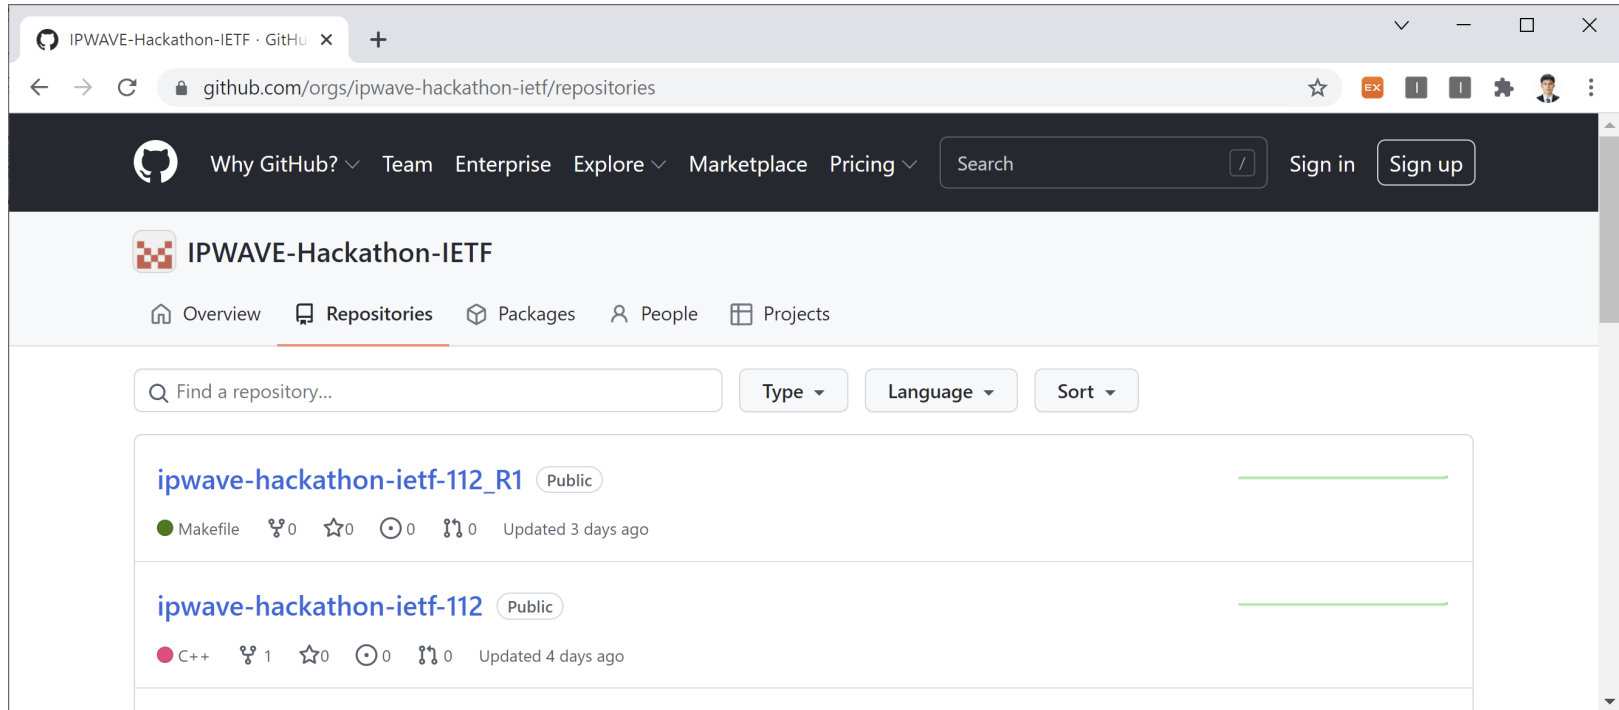 IPWAVE-Hackathon-IETF · GitHu
github.com/orgs/ipwave-hackathon-ietf/repositories
EX
Why GitHub? Team Enterprise Explore Marketplace Pricing Search / Sign in Sign up
IPWAVE-Hackathon-IETF
Overview Repositories Packages People Projects
Find a repository... Type Language Sort
ipwave-hackathon-ietf-112_R1 Public
Makefile 0 0 0 0 Updated 3 days ago
ipwave-hackathon-ietf-112 Public
C++ 1 0 0 0 Updated 4 days ago